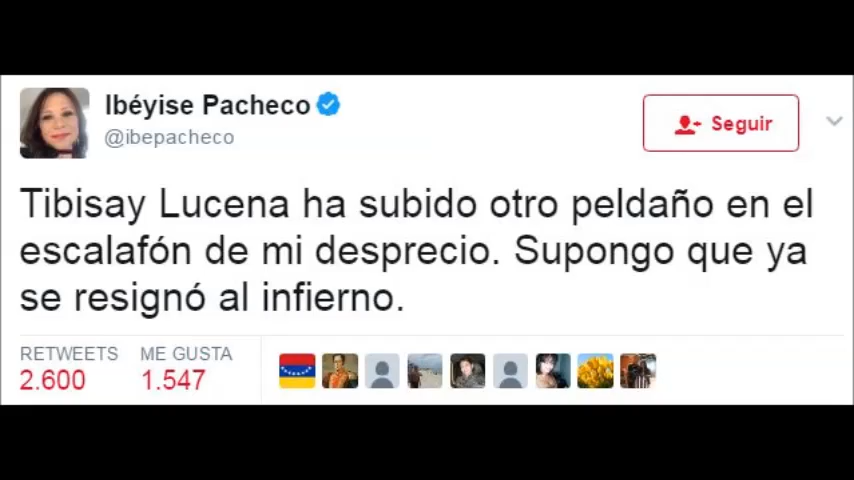 Ibéyise Pacheco
@ibepacheco
Seguir
Tibisay Lucena ha subido otro peldaño en el
escalafón de mi desprecio. Supongo que ya
se resignó al infierno.
RETWEETS ME GUSTA
2.600 1.547